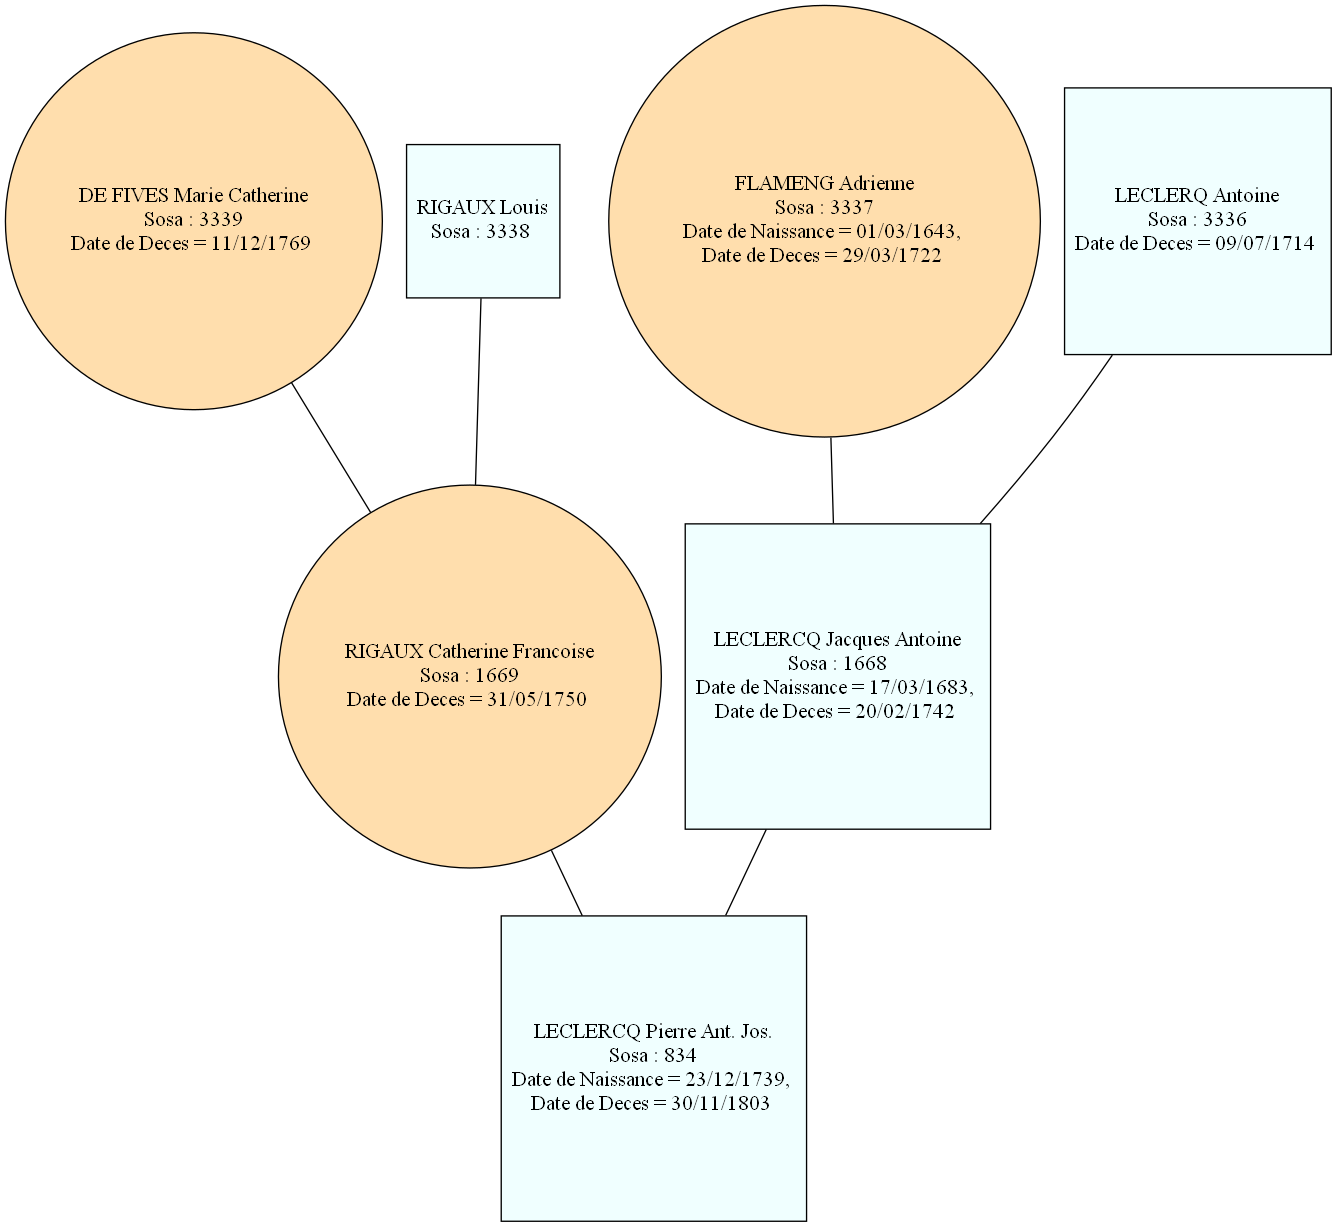 DE FIVES Marie Catherine
Sosa : 3339
Date de Deces = 11/12/1769
RIGAUX Louis
Sosa : 3338
FLAMENG Adrienne
Sosa : 3337
Date de Naissance = 01/03/1643,
Date de Deces = 29/03/1722
LECLERQ Antoine
Sosa : 3336
Date de Deces = 09/07/1714
RIGAUX Catherine Francoise
Sosa : 1669
Date de Deces = 31/05/1750
LECLERCQ Jacques Antoine
Sosa : 1668
Date de Naissance = 17/03/1683,
Date de Deces = 20/02/1742
LECLERCQ Pierre Ant. Jos.
Sosa : 834
Date de Naissance = 23/12/1739,
Date de Deces = 30/11/1803